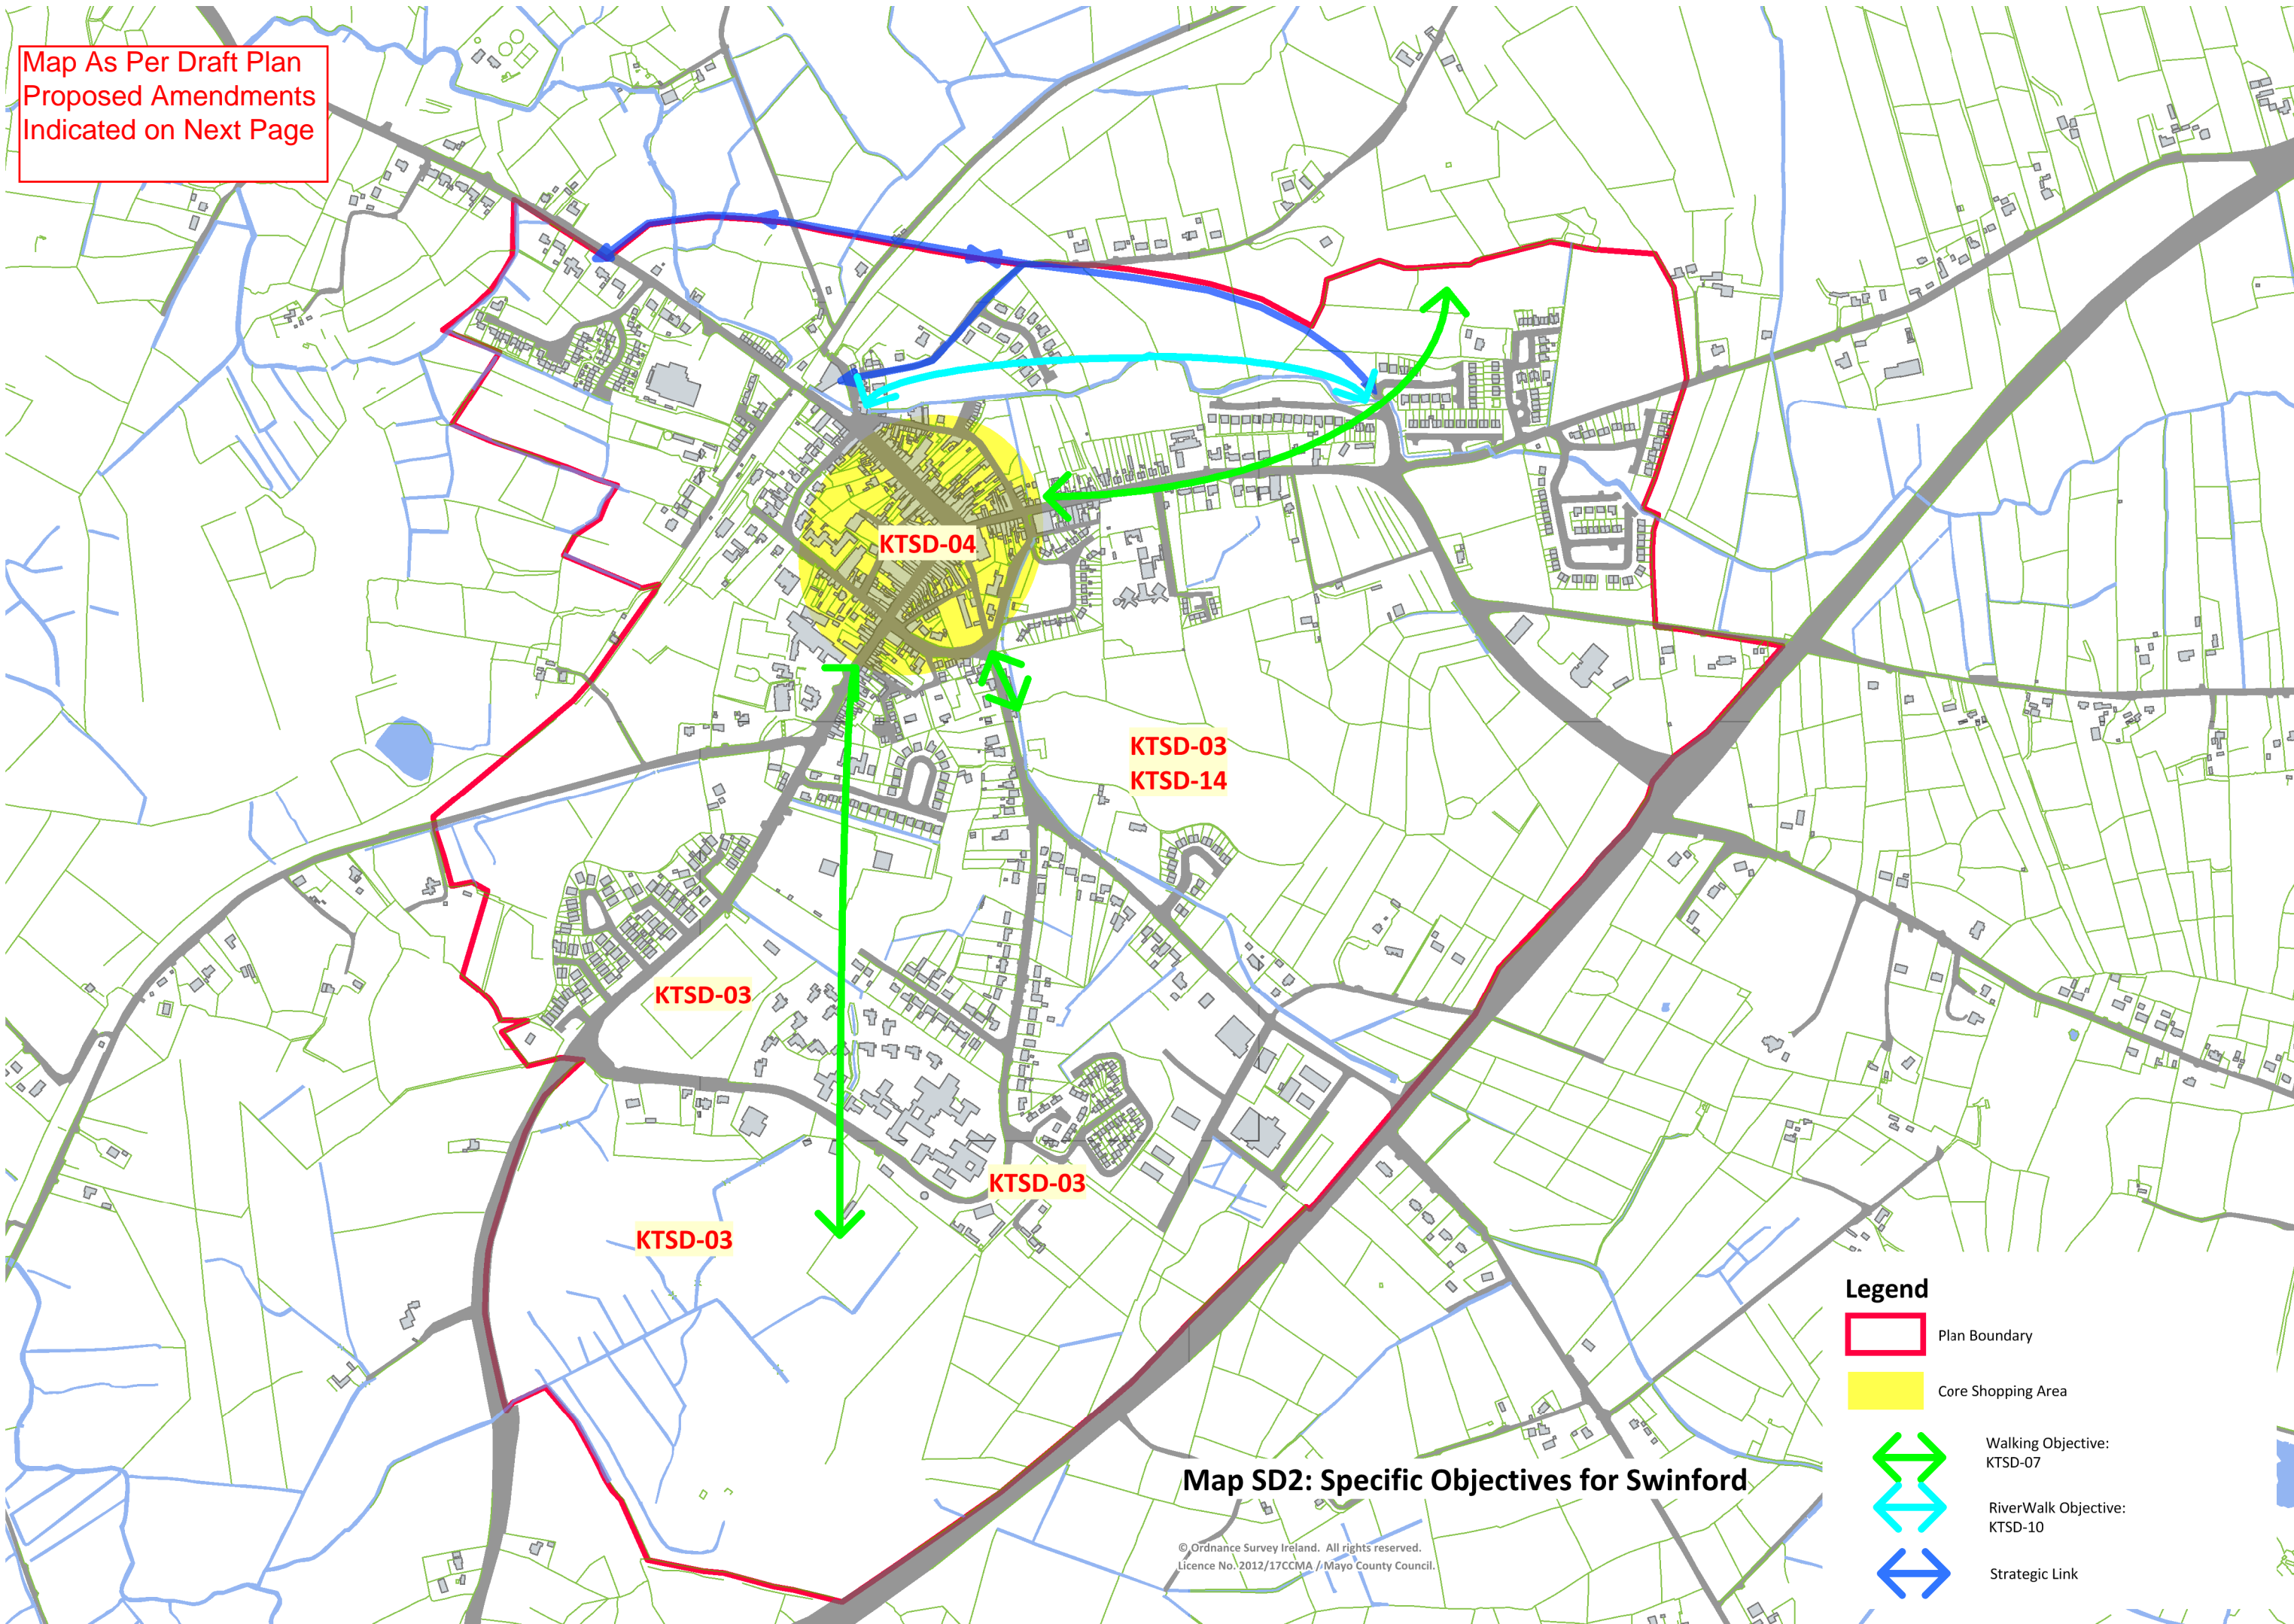 Map As Per Draft Plan
Proposed Amendments
Indicated on Next Page
KTSD-04
KTSD-03
KTSD-14
KTSD-03
KTSD-03
KTSD-03
Legend
Plan Boundary
Core Shopping Area
Walking Objective:
KTSD-07
RiverWalk Objective:
KTSD-10
Strategic Link
Map SD2: Specific Objectives for Swinford
© Ordnance Survey Ireland. All rights reserved.
Licence No. 2012/17CCMA / Mayo County Council.